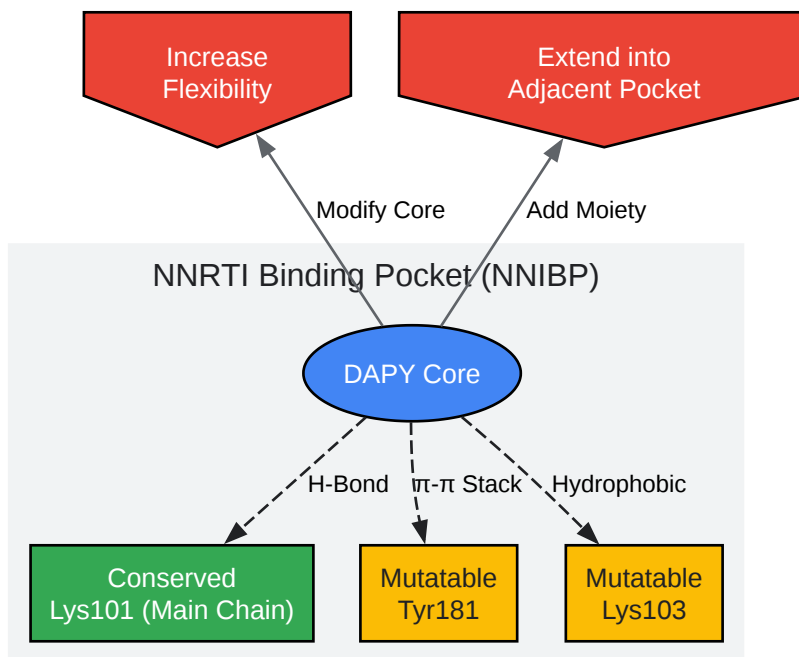 Increase
Flexibility
Extend into
Adjacent Pocket
Modify Core
Add Moiety
NNRTI Binding Pocket (NNIBP)
DAPY Core
H-Bond
π-π Stack
Hydrophobic
Conserved
Lys101 (Main Chain)
Mutatable
Tyr181
Mutatable
Lys103